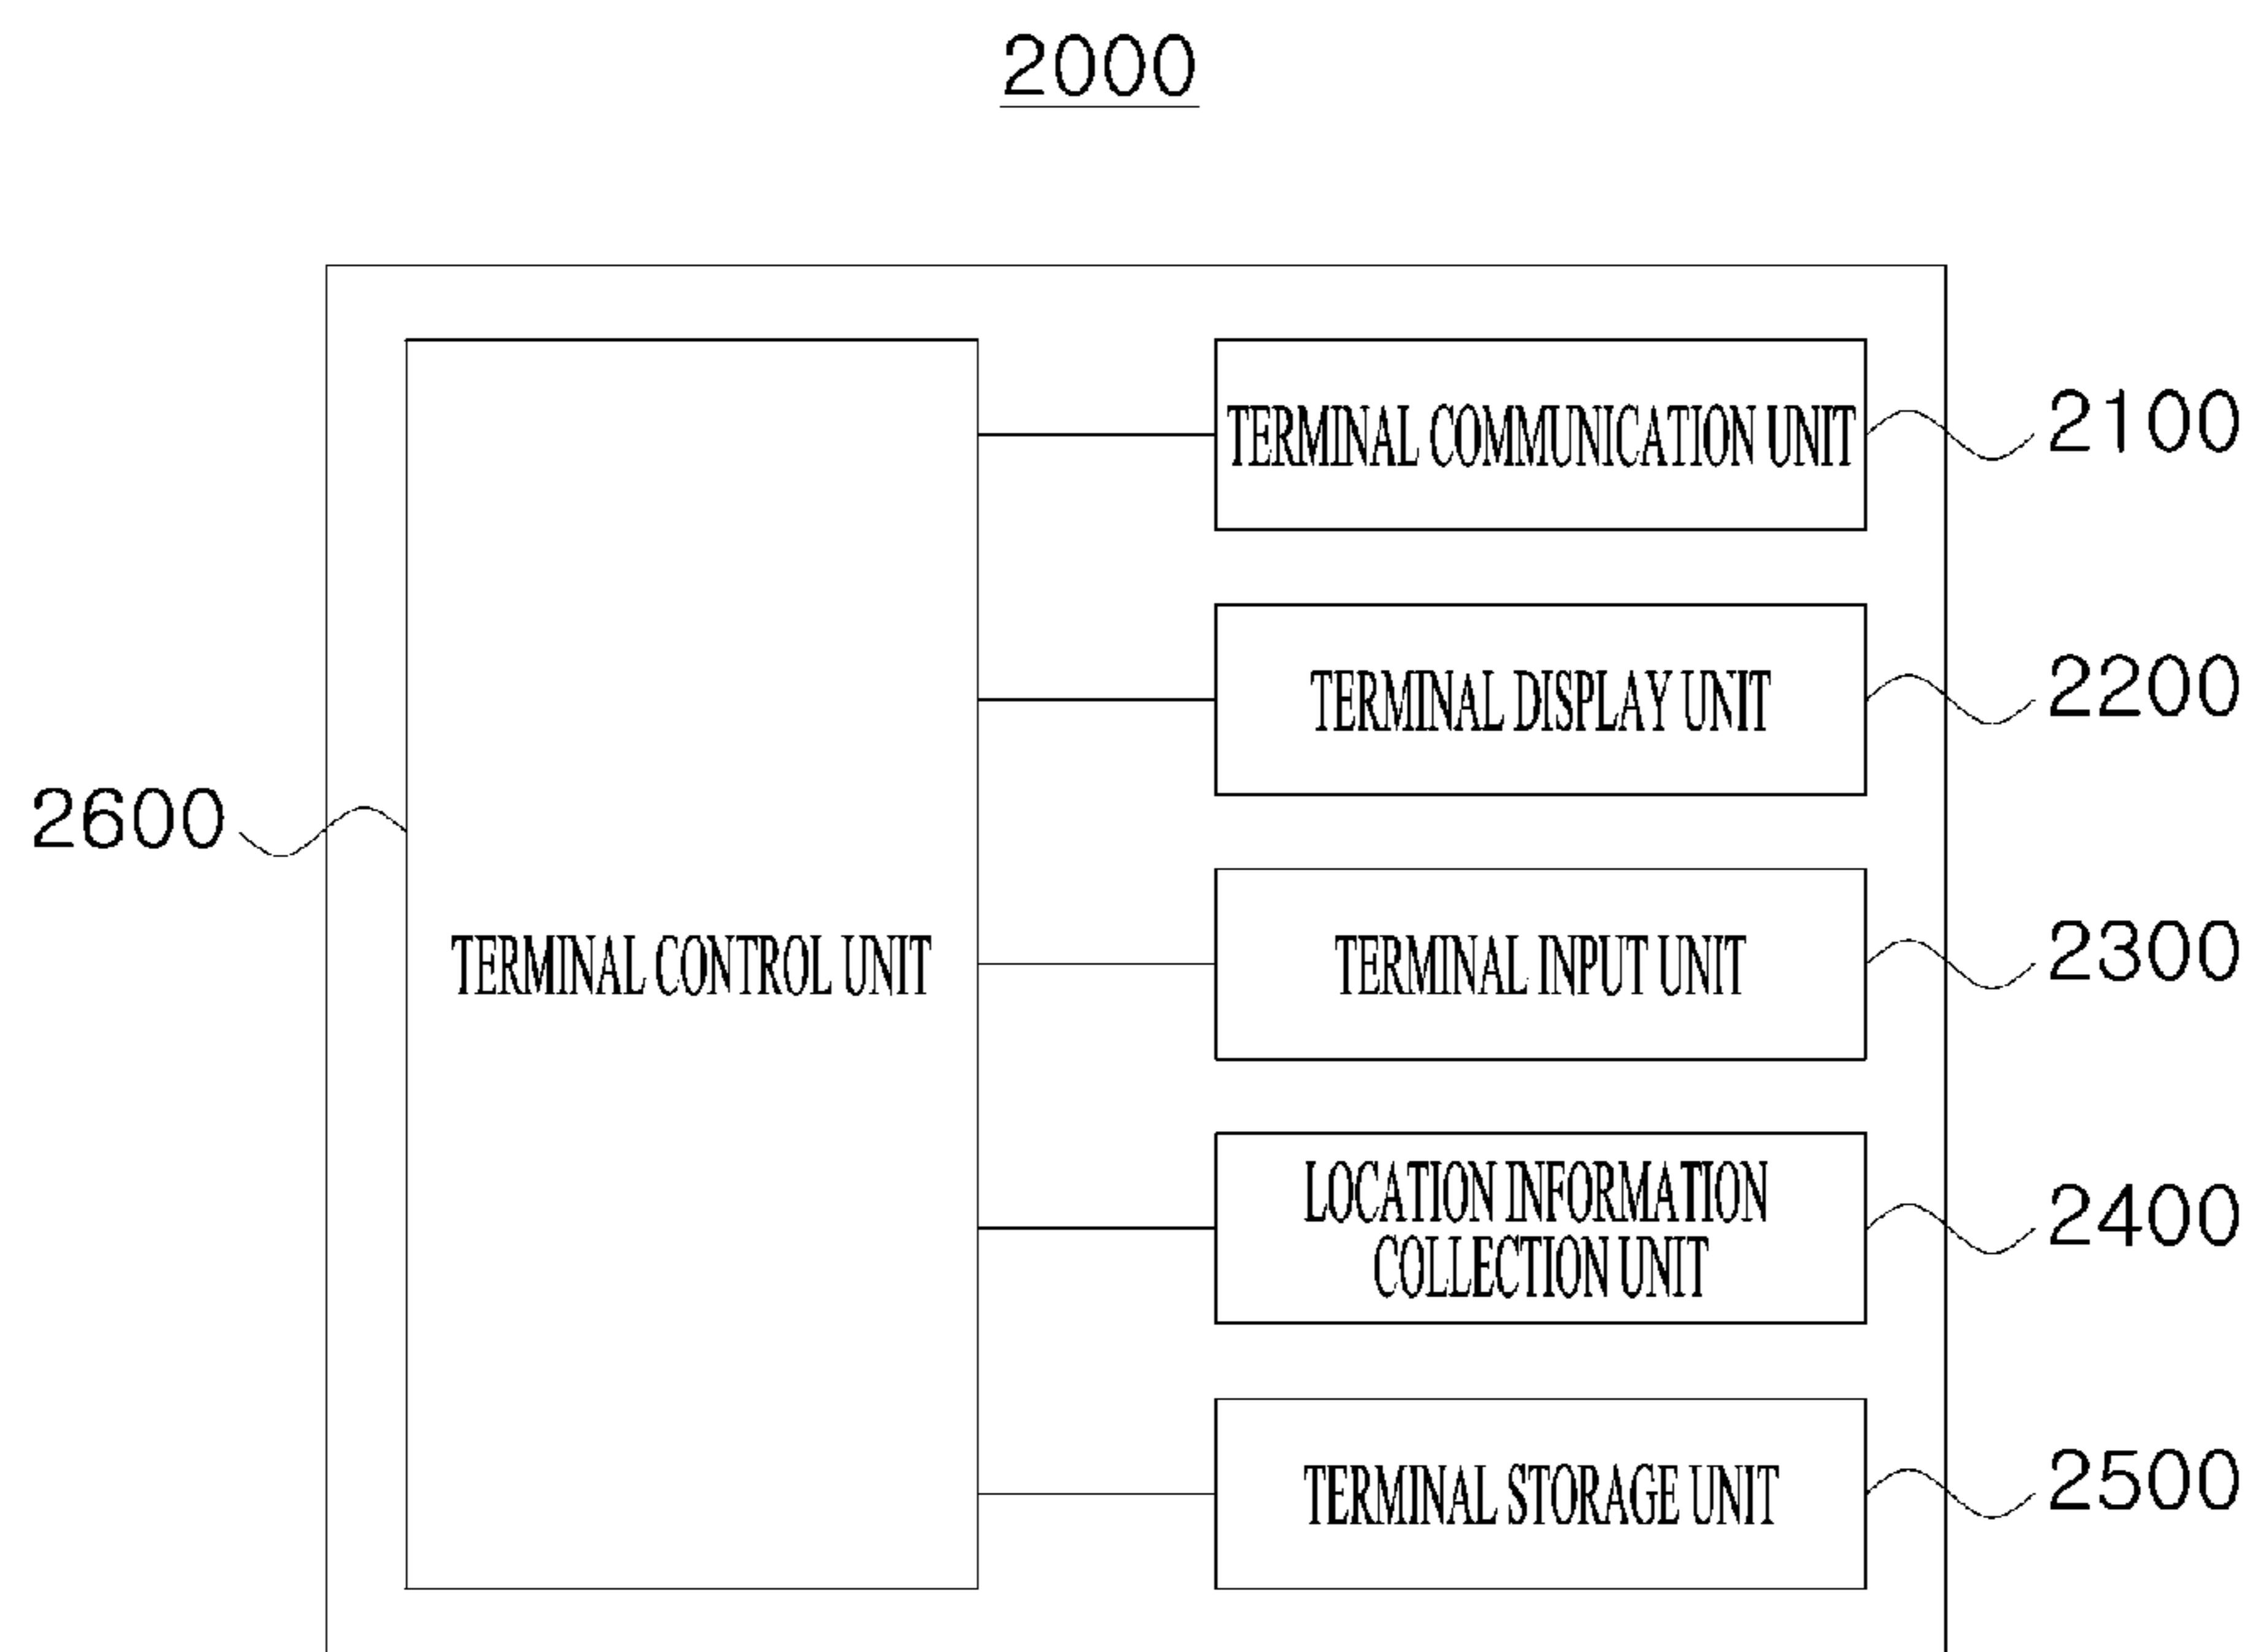 2000
TERMINAL COMMUNICATION UNIT
2100
TERMINAL DISPLAY UNIT
2200
2600
TERMINAL CONTROL UNIT
TERMINAL INPUT UNIT
2300
LOCATION INFORMATION
COLLECTION UNIT
2400
TERMINAL STORAGE UNIT
2500